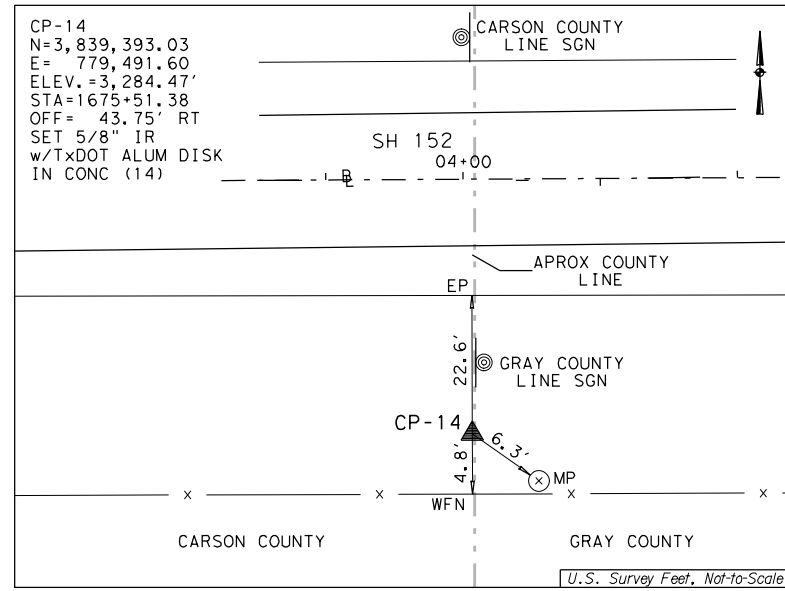 CP-14
N=3,839,393.03
E= 779,491.60
ELEV.=3,284.47'
STA=1675+51.38
OFF= 43.75' RT
SET 5/8" IR
w/TxDOT ALUM DISK
IN CONC (14)
CARSON COUNTY
LINE SGN
SH 152
04+00
BL
APROX COUNTY
LINE
EP
22.6'
GRAY COUNTY
LINE SGN
CP-14
6.3'
4.8'
MP
WFN
CARSON COUNTY
GRAY COUNTY
U.S. Survey Feet, Not-to-Scale